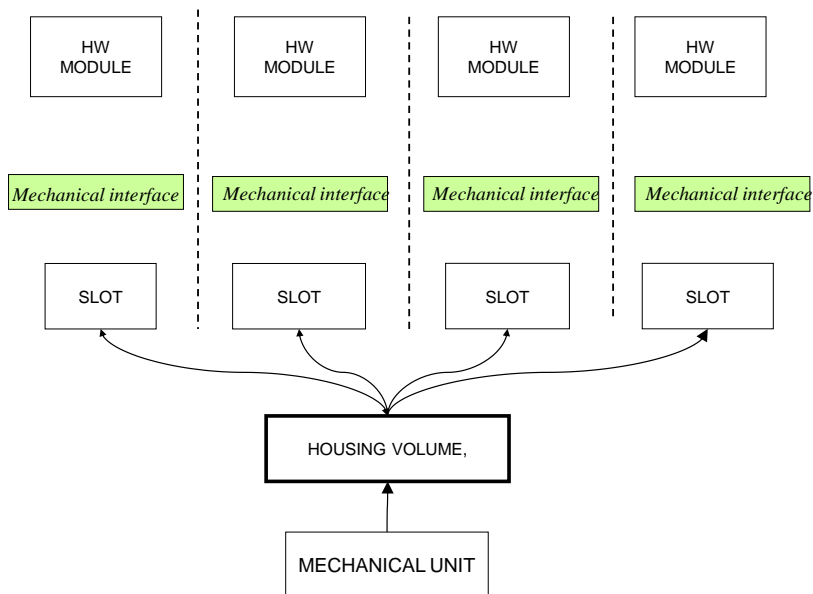 HW
MODULE
HW
MODULE
HW
MODULE
HW
MODULE
Mechanical interface
Mechanical interface
Mechanical interface
Mechanical interface
SLOT
SLOT
SLOT
SLOT
HOUSING VOLUME,
MECHANICAL UNIT